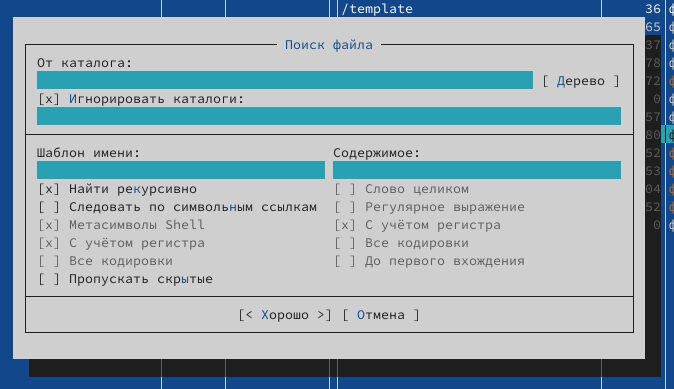 /template 36
65
Поиск файла
37
От каталога:
78
[ Дерево ] 72
[x] Игнорировать каталоги: 0
57
80
Шаблон имени: Содержимое: 52
53
[x] Найти рекурсивно [ ] Слово целиком 04
[ ] Следовать по символьным ссылкам [ ] Регулярное выражение 52
[x] Метасимволы Shell [x] С учётом регистра 0
[x] С учётом регистра [ ] Все кодировки
[ ] Все кодировки [ ] До первого вхождения
[ ] Пропускать скрытые
[< Хорошо >] [ Отмена ]